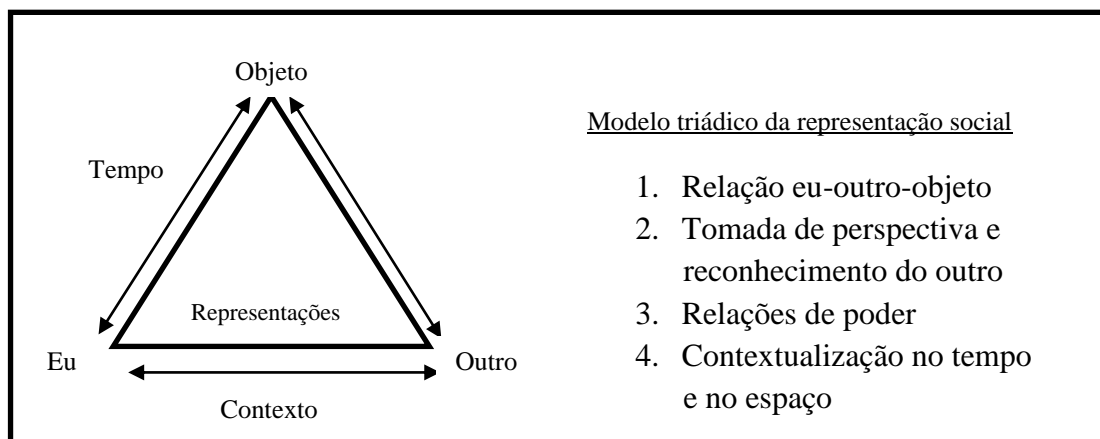 Objeto
Tempo
Representações
Eu
Outro
Contexto
Modelo triádico da representação social
1. Relação eu-outro-objeto
2. Tomada de perspectiva e
reconhecimento do outro
3. Relações de poder
4. Contextualização no tempo
e no espaço